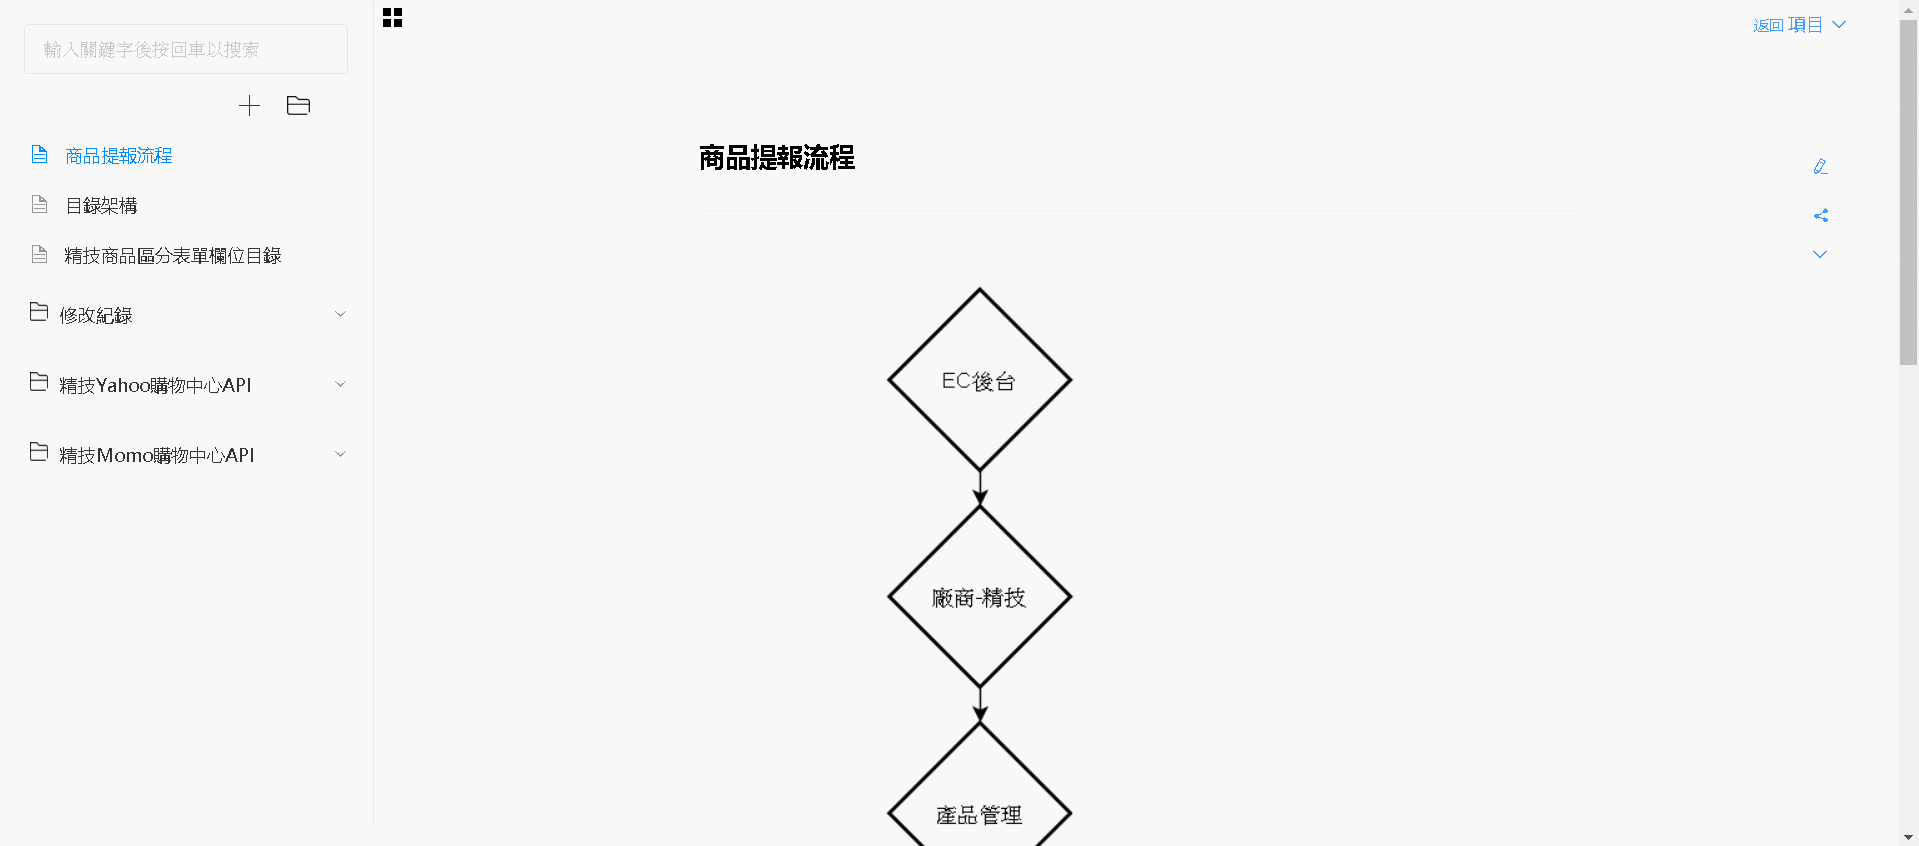 輸入關鍵字後按回車以搜索
商品提報流程
目錄架構
精技商品區分表單欄位目錄
修改紀錄
精技Yahoo購物中心API
精技Momo購物中心API
返回 項目
商品提報流程
EC後台
廠商-精技
產品管理